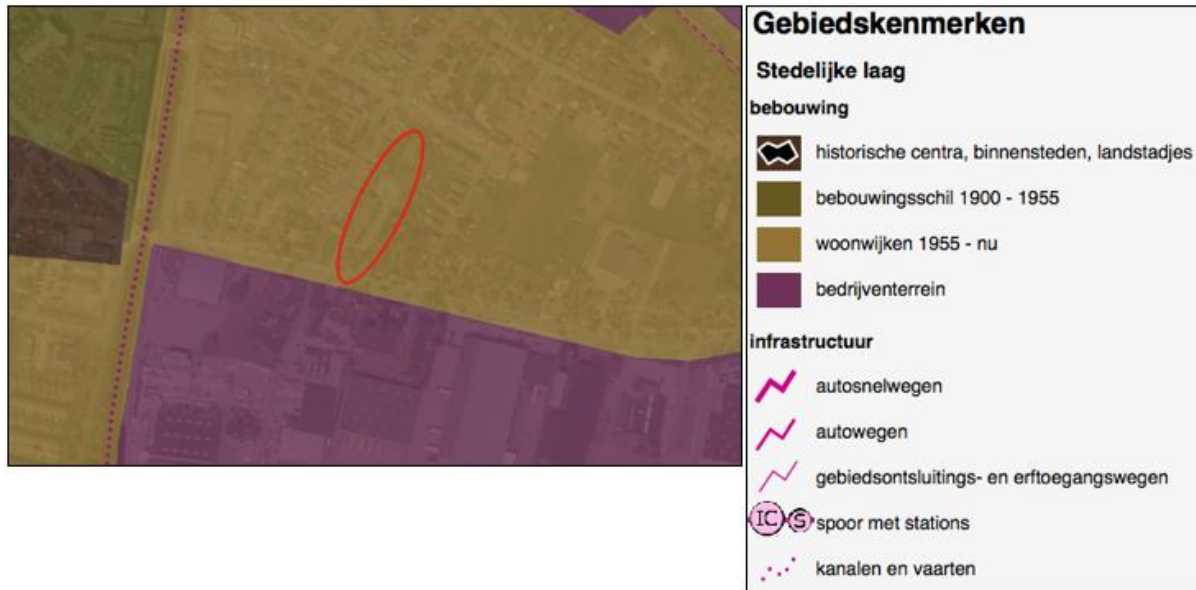 Gebiedskenmerken
Stedelijke laag
bebouwing
historische centra, binnensteden, landstadjes
bebouwingsschil 1900 - 1955
woonwijken 1955 - nu
bedrijventerrein
infrastructuur
autosnelwegen
autowegen
gebiedsontsluitings- en erftoegangswegen
IC S spoor met stations
kanalen en vaarten